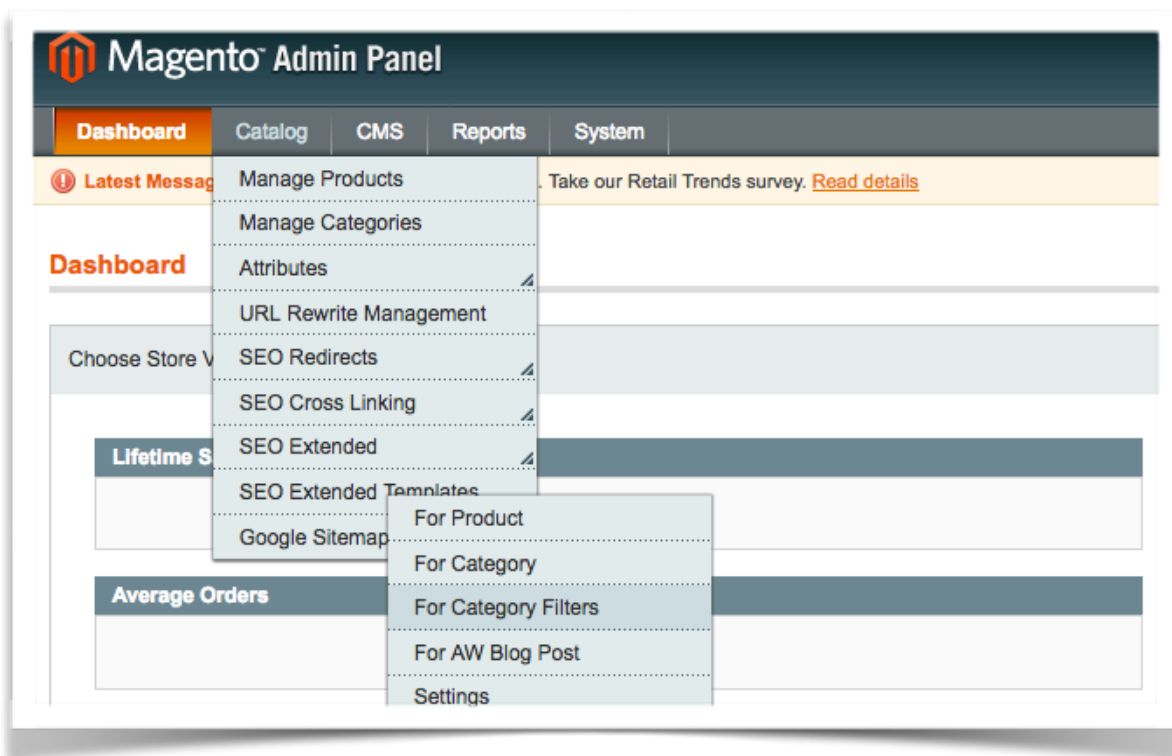 Magento™ Admin Panel
Dashboard Catalog CMS Reports System
Latest Messag . Take our Retail Trends survey. Read details
Manage Products
Manage Categories
Dashboard
Attributes
URL Rewrite Management
Choose Store V
SEO Redirects
SEO Cross Linking
SEO Extended
Lifetime S
SEO Extended Templates
For Product
Google Sitemap
For Category
Average Orders
For Category Filters
For AW Blog Post
Settings